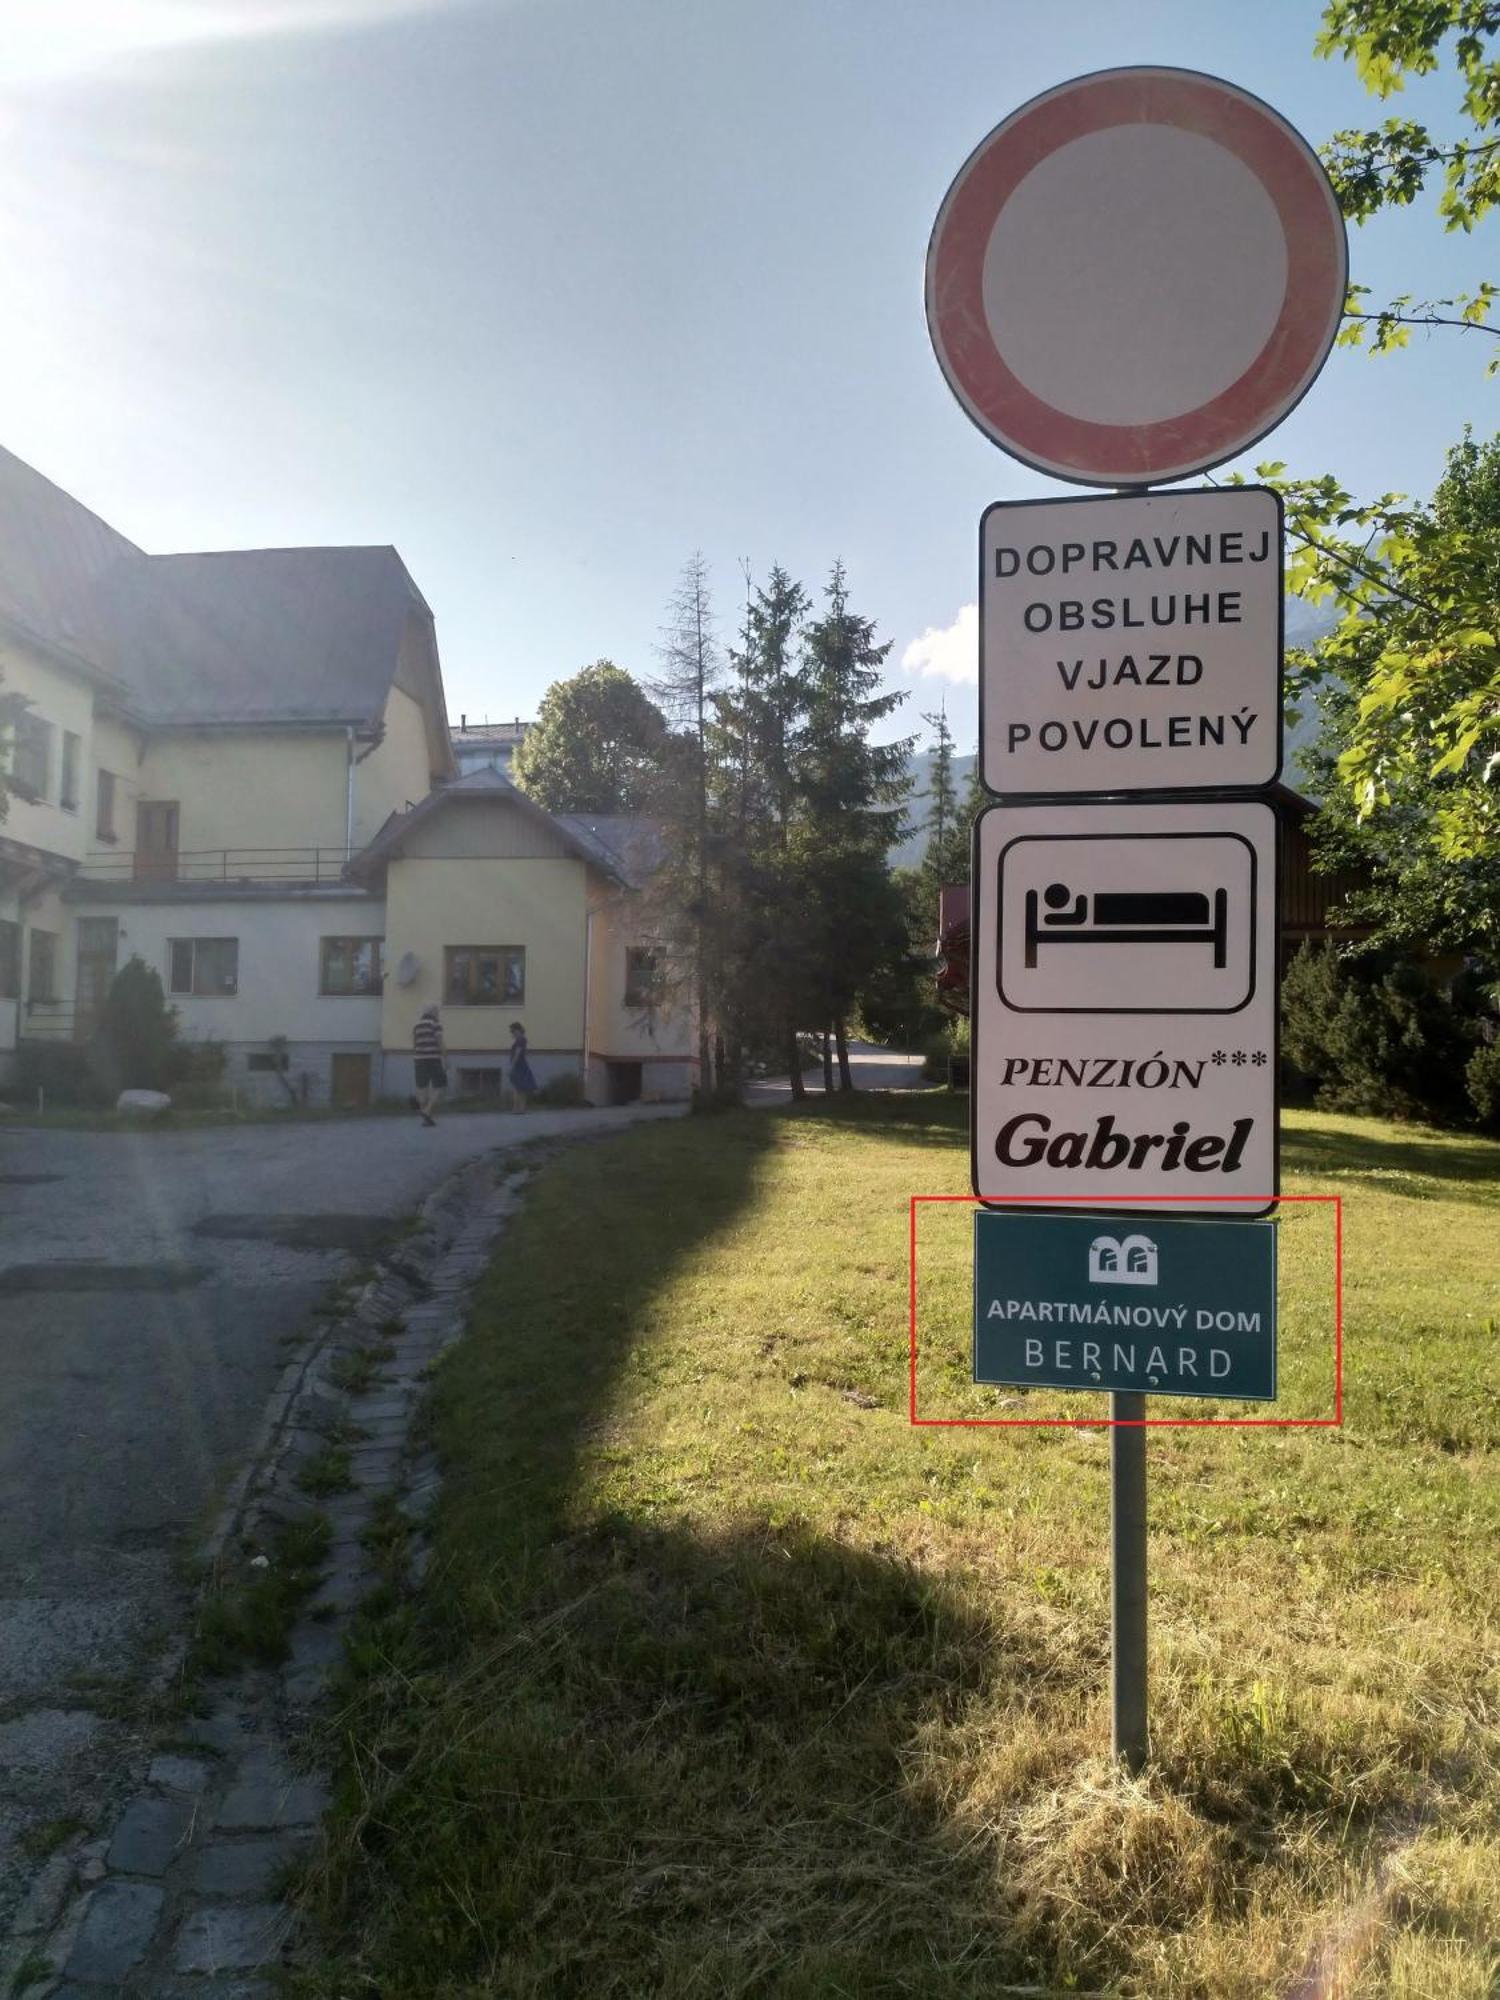 DOPRAVNEJ
OBSLUHE
VJAZD
POVOLENÝ
PENZIÓN***
Gabriel
APARTMÁNOVÝ DOM
BERNARD